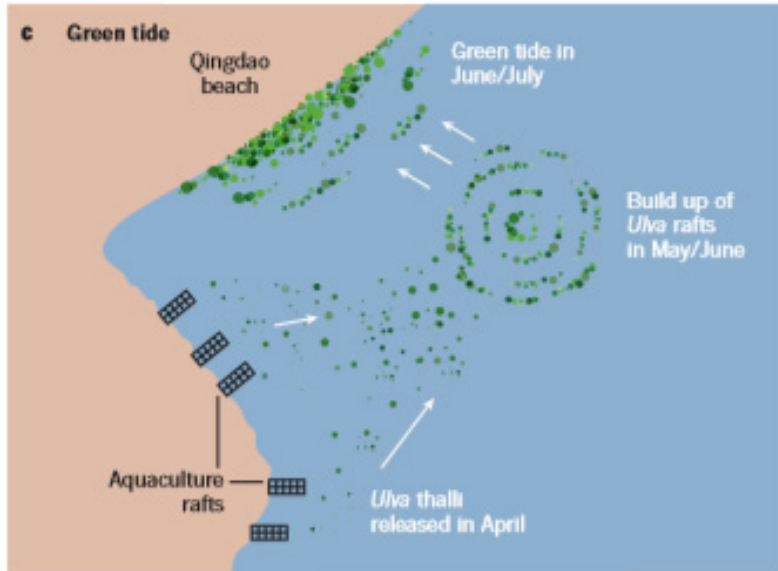 c Green tide
Qingdao
beach
Green tide in
June/July
Build up of
Ulva rafts
in May/June
Aquaculture
rafts
Ulva thalli
released in April